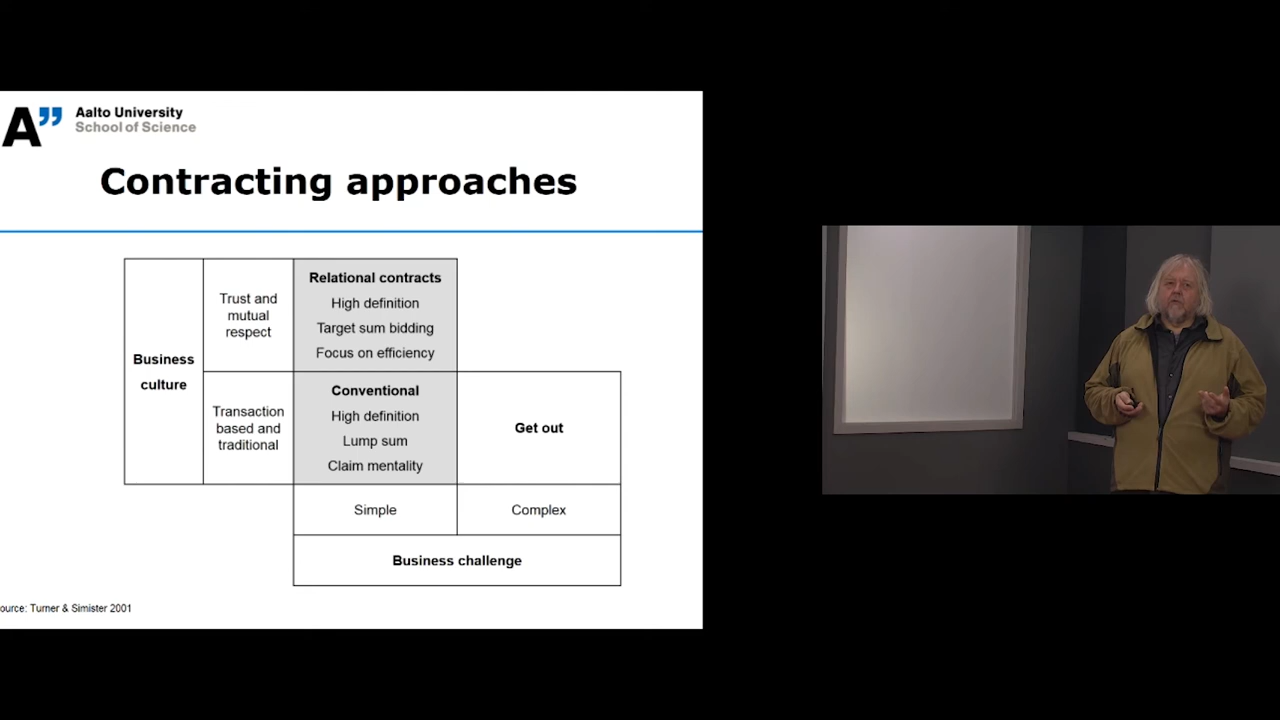 A”
Aalto University
School of Science
Contracting approaches
Business
culture
Trust and
mutual
respect
Relational contracts
High definition
Target sum bidding
Focus on efficiency
Transaction
based and
traditional
Conventional
High definition
Lump sum
Claim mentality
Get out
Simple
Complex
Business challenge
ource: Turner & Simister 2001